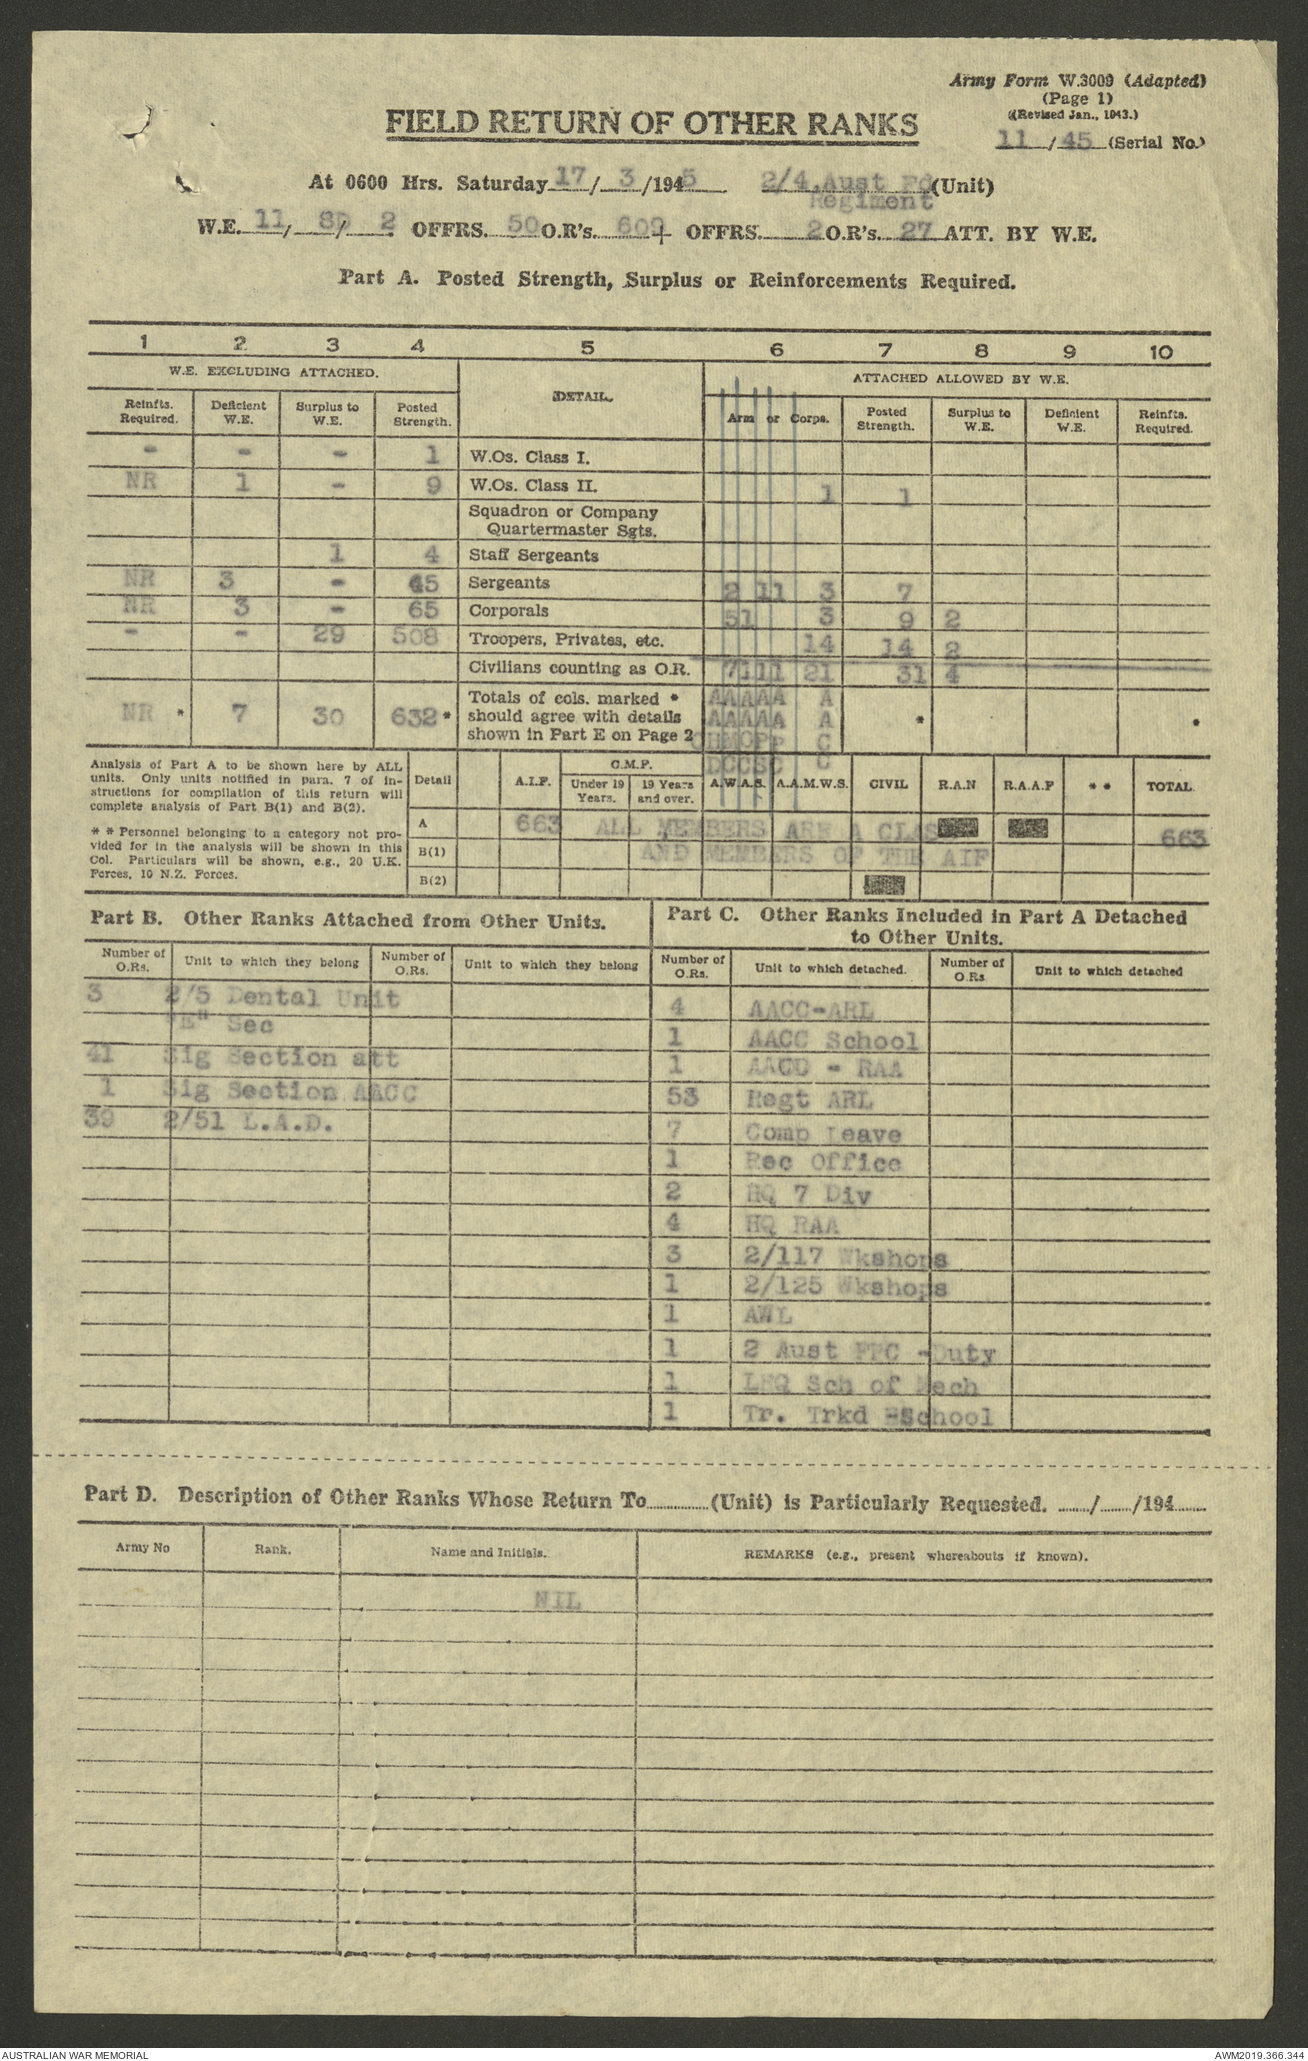 Army Form W.3009 (Adapted)
(Page 1)
(Revised Jan., 1943.)
FIELD RETURN OF OTHER RANKS
11/45 (Serial No.)
At 0600 Hrs. Saturday 17/3/1945 2/4 Aust Fd (Unit)
Regiment
W.E. 11/ 8D/ 2. OFFRS. 50 O.R's. 609 + OFFRS. 2 O.R's. 27 ATT. BY W.E.
Part A. Posted Strength, Surplus or Reinforcements Required.
1 2 3 4 5 6 7 8 9 10
W.E. EXCLUDING ATTACHED. DETAIL. ATTACHED ALLOWED BY W.E.
Reinfts. Required. Deficient W.E. Surplus to W.E. Posted Strength. Arm or Corps. Posted Strength. Surplus to W.E. Deficient W.E. Reinfts. Required.
- - - 1 W.Os. Class I.
NR 1 - 9 W.Os. Class II. 1 1
Squadron or Company
Quartermaster Sgts.
1 4 Staff Sergeants
NR 3 - 45 Sergeants 2 11 3 7
NR 3 - 65 Corporals 51 3 9 2
- - 29 508 Troopers, Privates, etc. 14 14 2
Civilians counting as O.R. 7111 21 31 4
Totals of cols. marked * AAAAA A
NR * 7 30 632 * should agree with details AAAAA A * *
shown in Part E on Page 2 C
DCCSC C
Analysis of Part A to be shown here by ALL
units. Only units notified in para. 7 of in-
structions for compilation of this return will
complete analysis of Part B(1) and B(2).
* * Personnel belonging to a category not pro-
vided for in the analysis will be shown in this
Col. Particulars will be shown, e.g., 20 U.K.
Forces, 10 N.Z. Forces.
Detail A.I.F. C.M.F. Under 19 Years. 19 Years and over. A.W.A.S. A.A.M.W.S. CIVIL R.A.N R.A.A.F * * TOTAL
A 663 ALL MEMBERS ARE A CLASS 663
B(1) AND MEMBERS OF THE AIF
B(2)
Part B. Other Ranks Attached from Other Units.
Number of O.Rs. Unit to which they belong Number of O.Rs. Unit to which they belong
3 2/5 Dental Unit
"E" Sec
41 Sig Section att
1 Sig Section AACC
39 2/51 L.A.D.
Part C. Other Ranks Included in Part A Detached
to Other Units.
Number of O.Rs. Unit to which detached. Number of O.Rs Unit to which detached
4 AACC-ARL
1 AACC School
1 AACC - RAA
53 Regt ARL
7 Comp Leave
1 Rec Office
2 HQ 7 Div
4 HQ RAA
3 2/117 Wkshops
1 2/125 Wkshops
1 AWL
1 2 Aust FPC -Duty
1 LHQ Sch of Mech
1 Tr. Trkd -School
Part D. Description of Other Ranks Whose Return To (Unit) is Particularly Requested. / /194
Army No Rank. Name and Initials. REMARKS (e.g., present whereabouts if known).
NIL
AUSTRALIAN WAR MEMORIAL
AWM2019.366.344